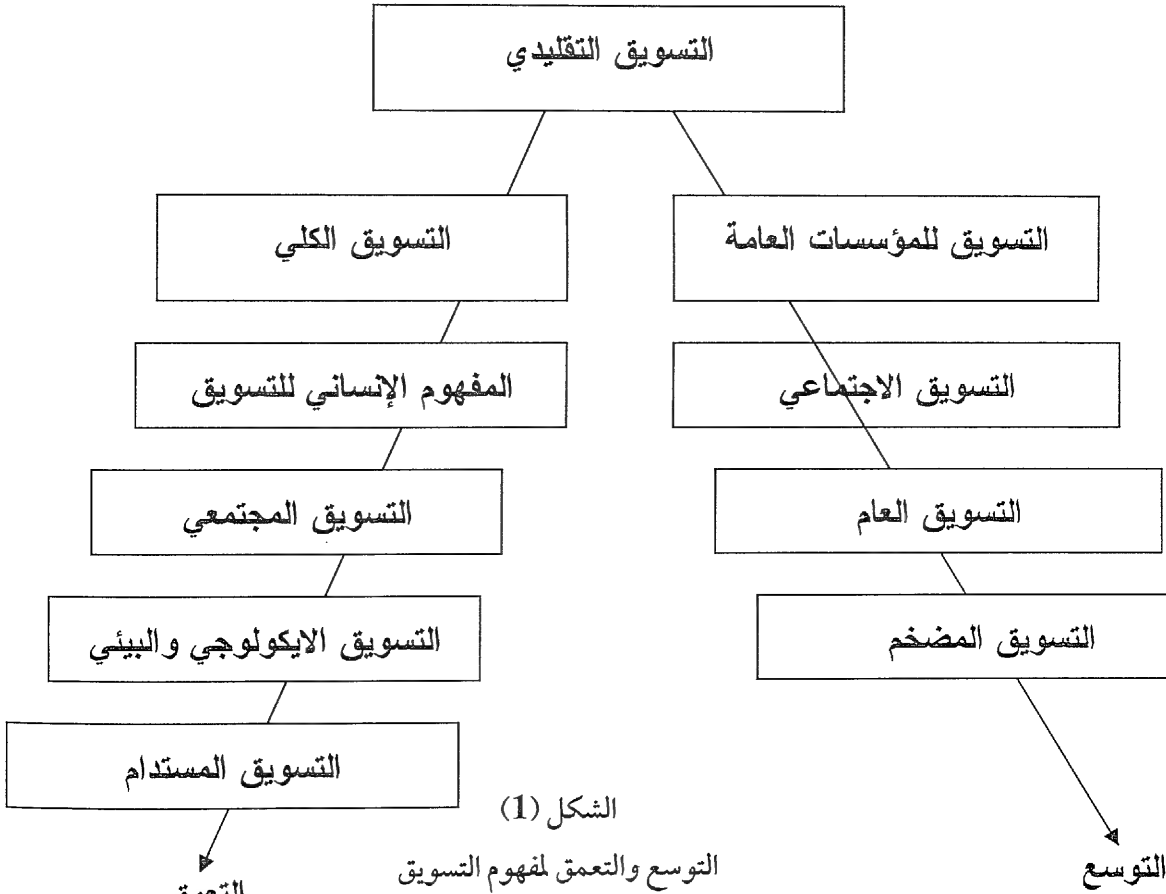 التسويق التقليدي
التسويق للمؤسسات العامة
التسويق الكلي
التسويق الاجتماعي
المفهوم الإنساني للتسويق
التسويق العام
التسويق المجتمعي
التسويق المضخم
التسويق الايكولوجي والبيئي
التسويق المستدام
التوسع
التعمق
الشكل (1)
التوسع والتعمق لمفهوم التسويق